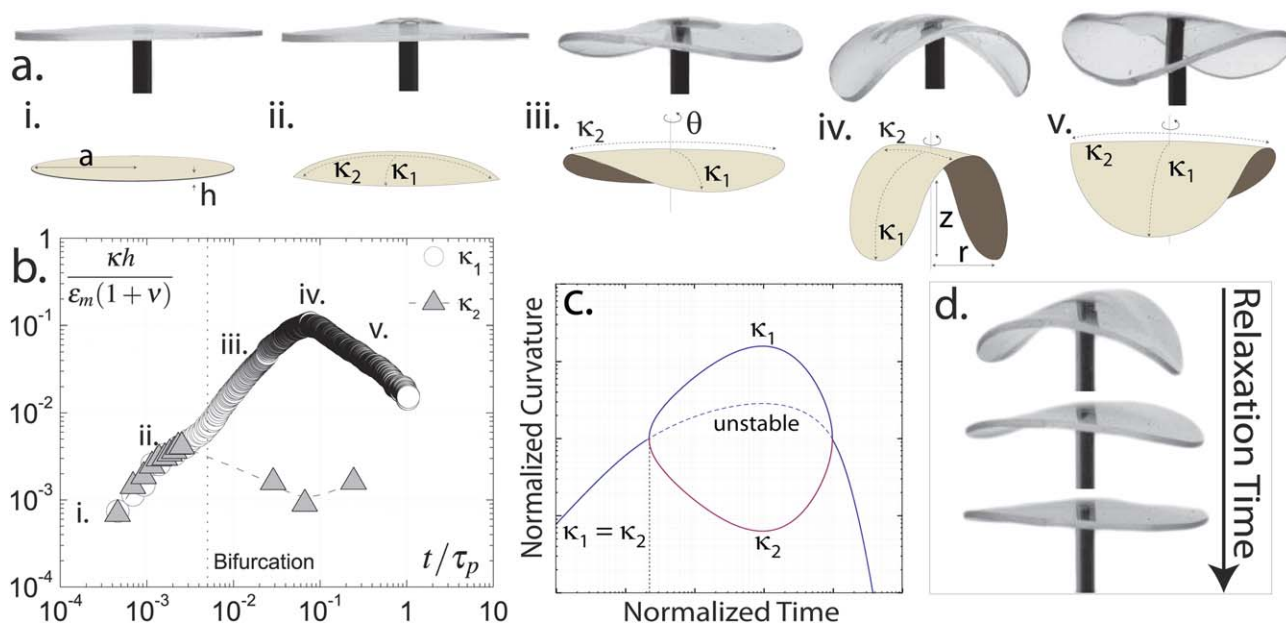 a.
i.
ii.
iii.
iv.
v.
a
h
κ2
κ1
κ2
θ
κ1
κ2
κ1
z
r
κ2
κ1
b.
κh
εm(1+ν)
κ1
κ2
1
10-1
10-2
10-3
10-4
i.
ii.
iii.
iv.
v.
Bifurcation
t/τp
10-4
10-3
10-2
10-1
1
10
c.
Normalized Curvature
κ1
unstable
κ1 = κ2
κ2
Normalized Time
d.
Relaxation Time